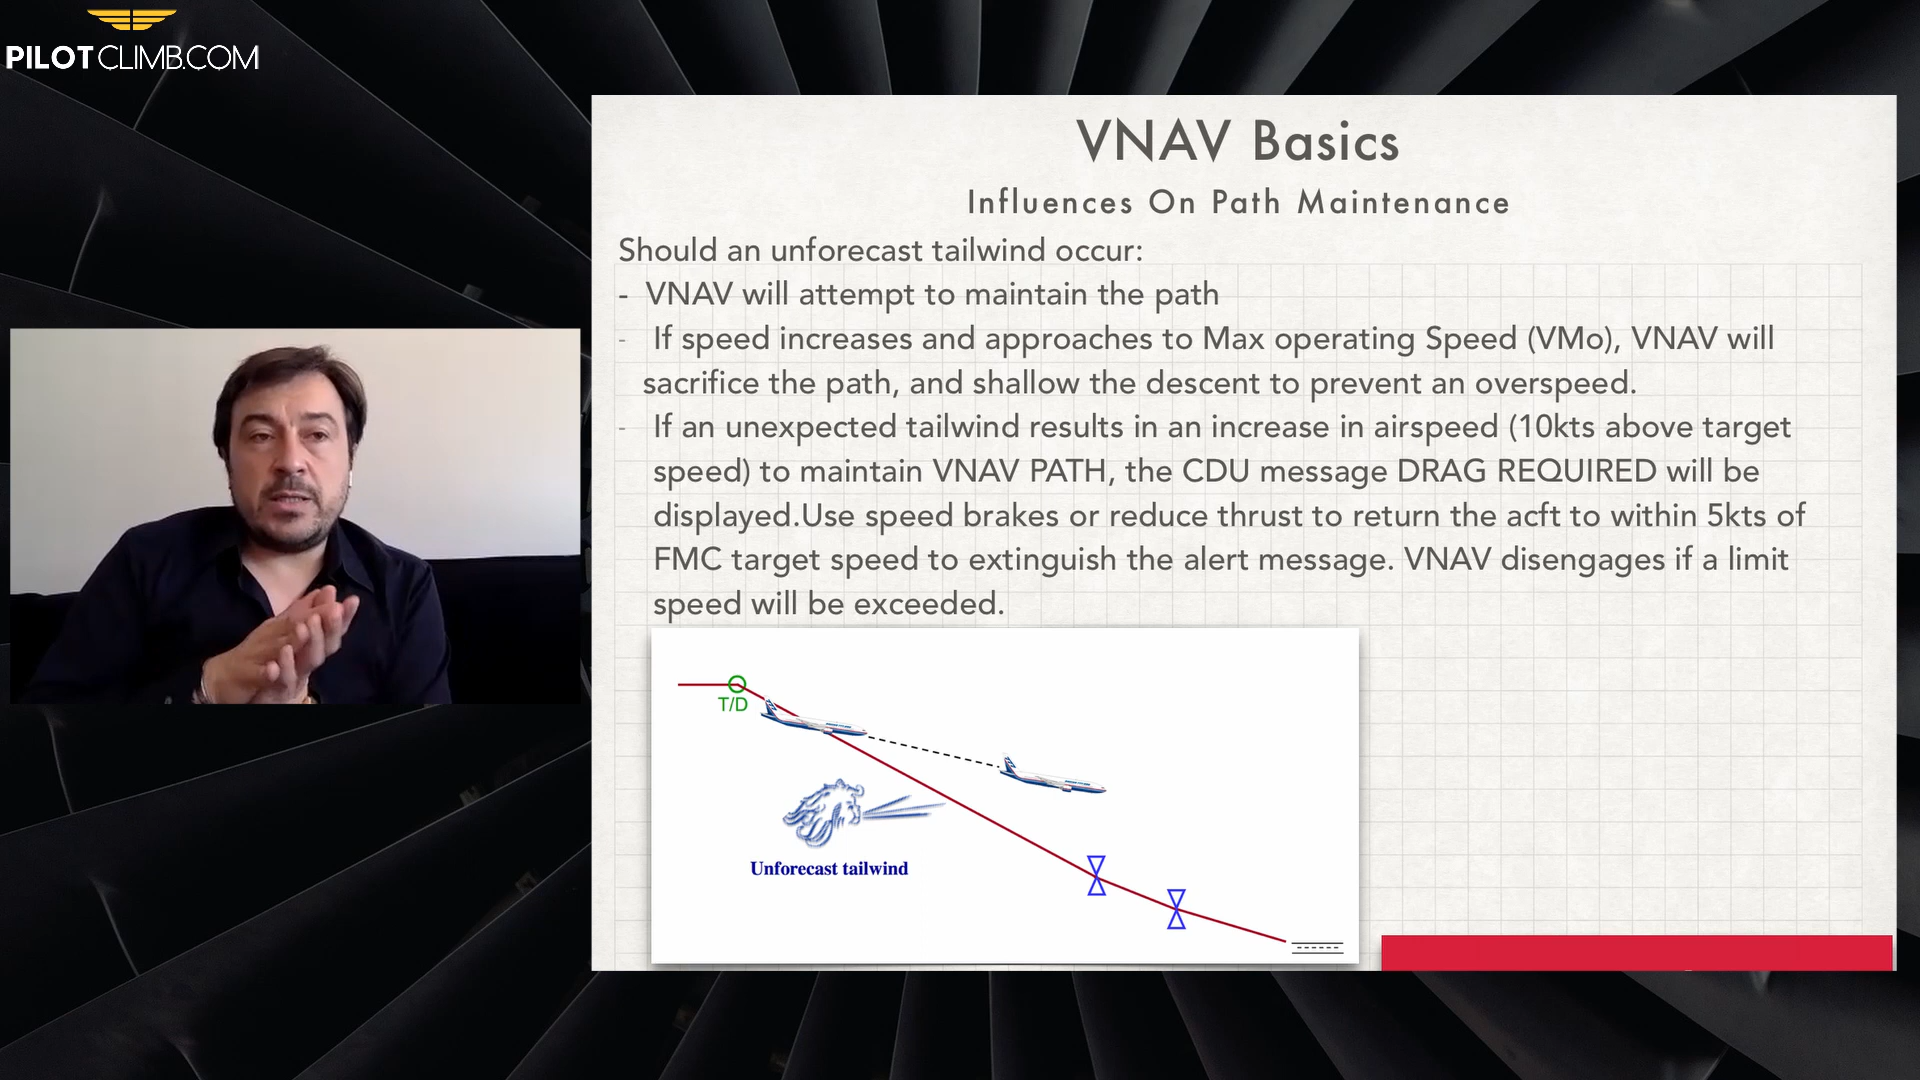 PILOTCLIMB.COM
VNAV Basics
Influences On Path Maintenance
Should an unforecast tailwind occur:
- VNAV will attempt to maintain the path
- If speed increases and approaches to Max operating Speed (VMo), VNAV will
sacrifice the path, and shallow the descent to prevent an overspeed.
- If an unexpected tailwind results in an increase in airspeed (10kts above target
speed) to maintain VNAV PATH, the CDU message DRAG REQUIRED will be
displayed.Use speed brakes or reduce thrust to return the acft to within 5kts of
FMC target speed to extinguish the alert message. VNAV disengages if a limit
speed will be exceeded.
T/D
Unforecast tailwind